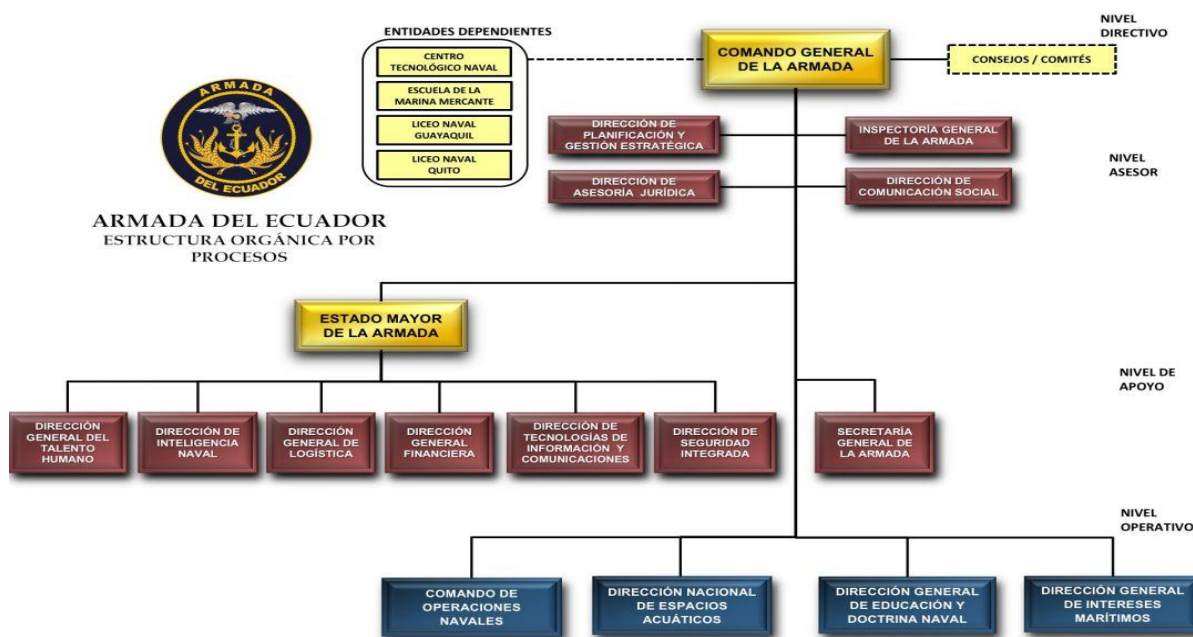 NIVEL
DIRECTIVO
ENTIDADES DEPENDIENTES
CENTRO
TECNOLÓGICO NAVAL
ESCUELA DE LA
MARINA MERCANTE
LICEO NAVAL
GUAYAQUIL
LICEO NAVAL
QUITO
COMANDO GENERAL
DE LA ARMADA
CONSEJOS / COMITÉS
ARMADA
DEL ECUADOR
ARMADA DEL ECUADOR
ESTRUCTURA ORGÁNICA POR
PROCESOS
DIRECCIÓN DE
PLANIFICACIÓN Y
GESTIÓN ESTRATÉGICA
INSPECTORÍA GENERAL
DE LA ARMADA
NIVEL
ASESOR
DIRECCIÓN DE
ASESORÍA JURÍDICA
DIRECCIÓN DE
COMUNICACIÓN SOCIAL
ESTADO MAYOR
DE LA ARMADA
NIVEL DE
APOYO
DIRECCIÓN
GENERAL DEL
TALENTO
HUMANO
DIRECCIÓN DE
INTELIGENCIA
NAVAL
DIRECCIÓN
GENERAL DE
LOGÍSTICA
DIRECCIÓN
GENERAL
FINANCIERA
DIRECCIÓN DE
TECNOLOGÍAS DE
INFORMACIÓN Y
COMUNICACIONES
DIRECCIÓN DE
SEGURIDAD
INTEGRADA
SECRETARÍA
GENERAL DE
LA ARMADA
NIVEL
OPERATIVO
COMANDO DE
OPERACIONES
NAVALES
DIRECCIÓN NACIONAL
DE ESPACIOS
ACUÁTICOS
DIRECCIÓN GENERAL
DE EDUCACIÓN Y
DOCTRINA NAVAL
DIRECCIÓN GENERAL
DE INTERESES
MARÍTIMOS